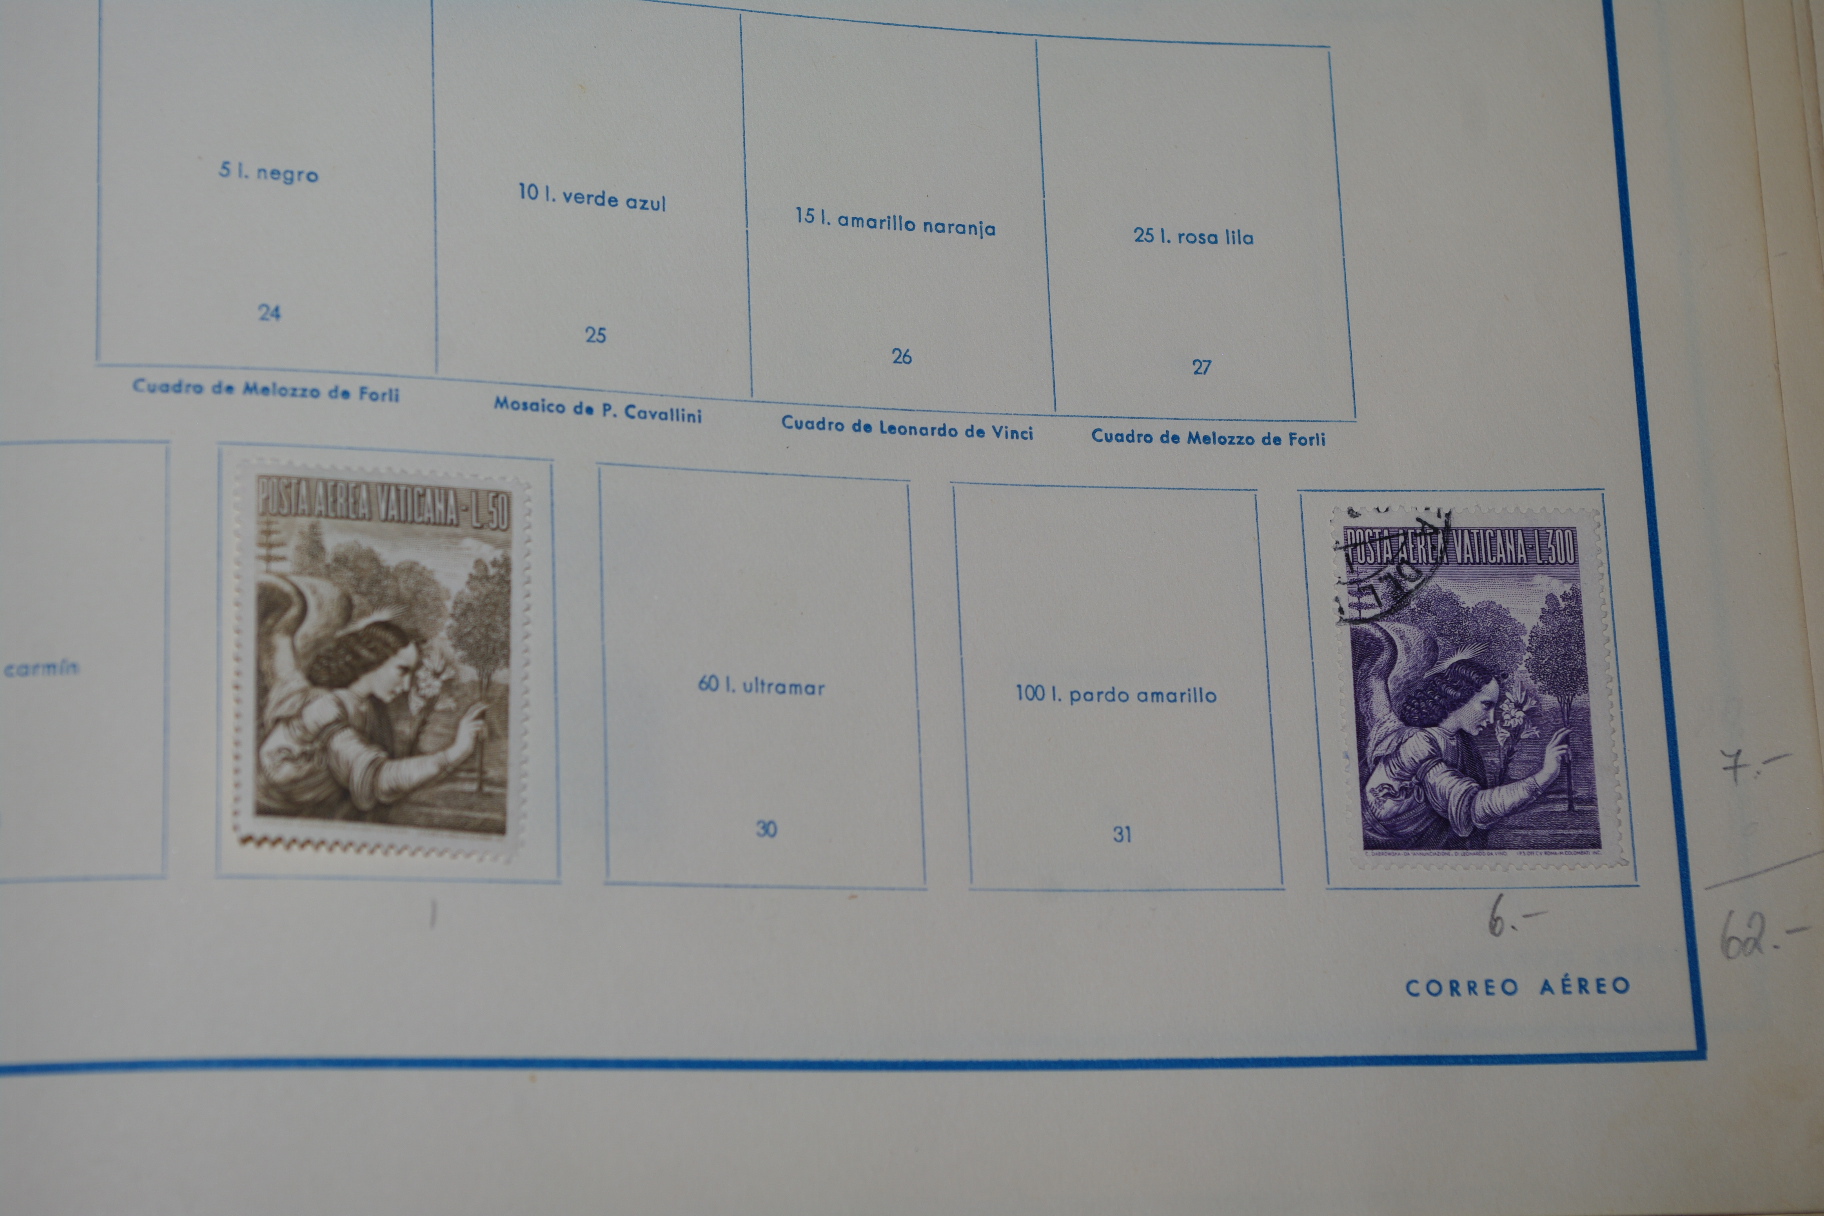 5 l. negro
10 l. verde azul
15 l. amarillo naranja
25 l. rosa lila
24
25
26
27
Cuadro de Melozzo de Forli
Mosaico de P. Cavallini
Cuadro de Leonardo de Vinci
Cuadro de Melozzo de Forli
carmín
POSTA AEREA VATICANA - L.50
60 l. ultramar
30
100 l. pardo amarillo
31
POSTA AEREA VATICANA - L.300
7.-
1
6.-
62.-
CORREO AÉREO